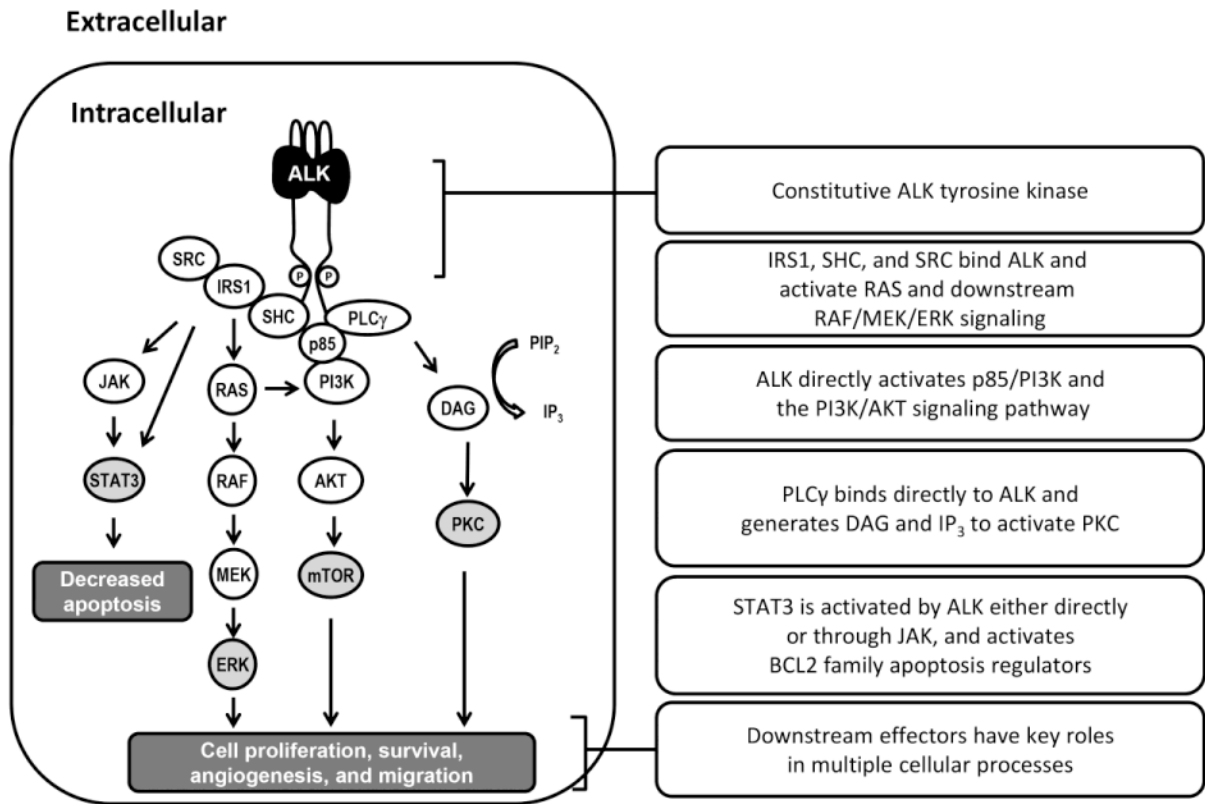 Extracellular
Intracellular
ALK
P
P
SRC
IRS1
SHC
PLCγ
p85
PIP2
JAK
RAS
PI3K
DAG
IP3
STAT3
RAF
AKT
PKC
Decreased
apoptosis
MEK
mTOR
ERK
Cell proliferation, survival,
angiogenesis, and migration
Constitutive ALK tyrosine kinase
IRS1, SHC, and SRC bind ALK and
activate RAS and downstream
RAF/MEK/ERK signaling
ALK directly activates p85/PI3K and
the PI3K/AKT signaling pathway
PLCγ binds directly to ALK and
generates DAG and IP3 to activate PKC
STAT3 is activated by ALK either directly
or through JAK, and activates
BCL2 family apoptosis regulators
Downstream effectors have key roles
in multiple cellular processes